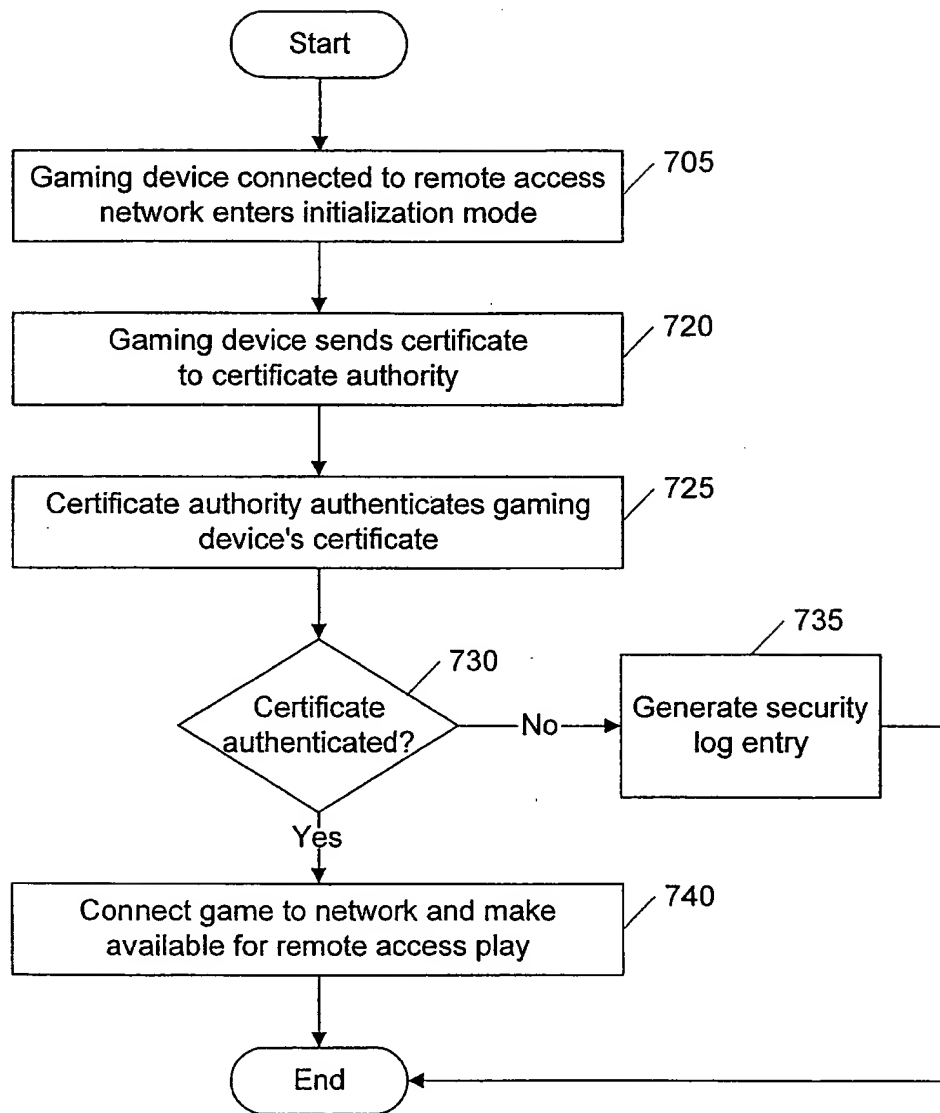 Start
705
Gaming device connected to remote access
network enters initialization mode
720
Gaming device sends certificate
to certificate authority
725
Certificate authority authenticates gaming
device's certificate
730
Certificate
authenticated?
No
735
Generate security
log entry
Yes
740
Connect game to network and make
available for remote access play
End